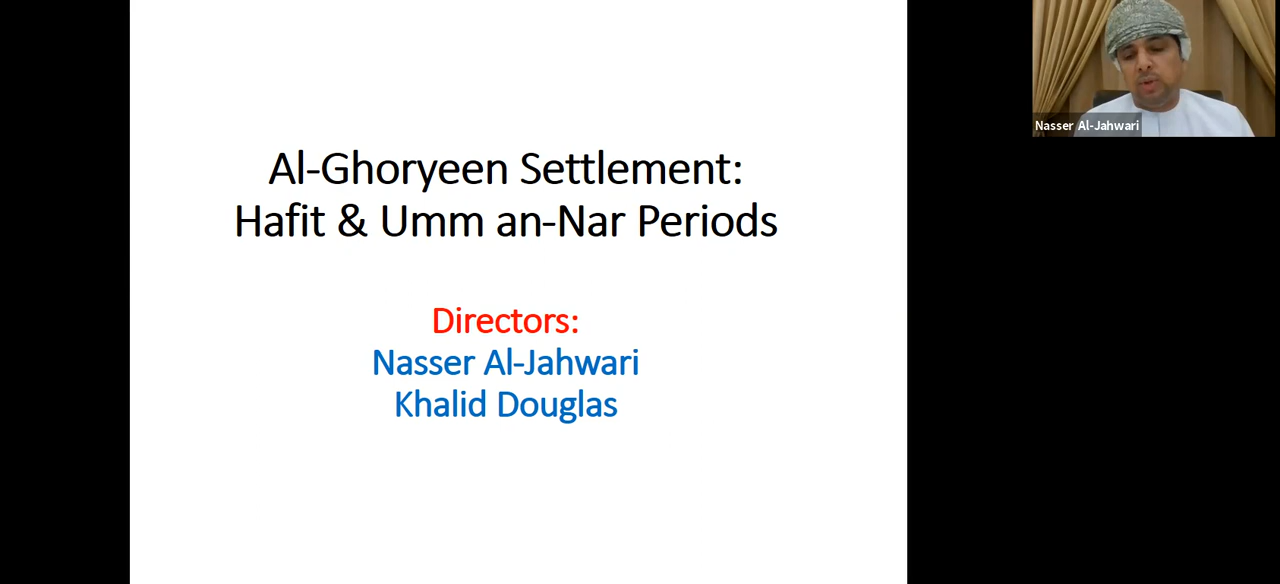 Al-Ghoryeen Settlement:
Hafit & Umm an-Nar Periods
Directors:
Nasser Al-Jahwari
Khalid Douglas
Nasser Al-Jahwari